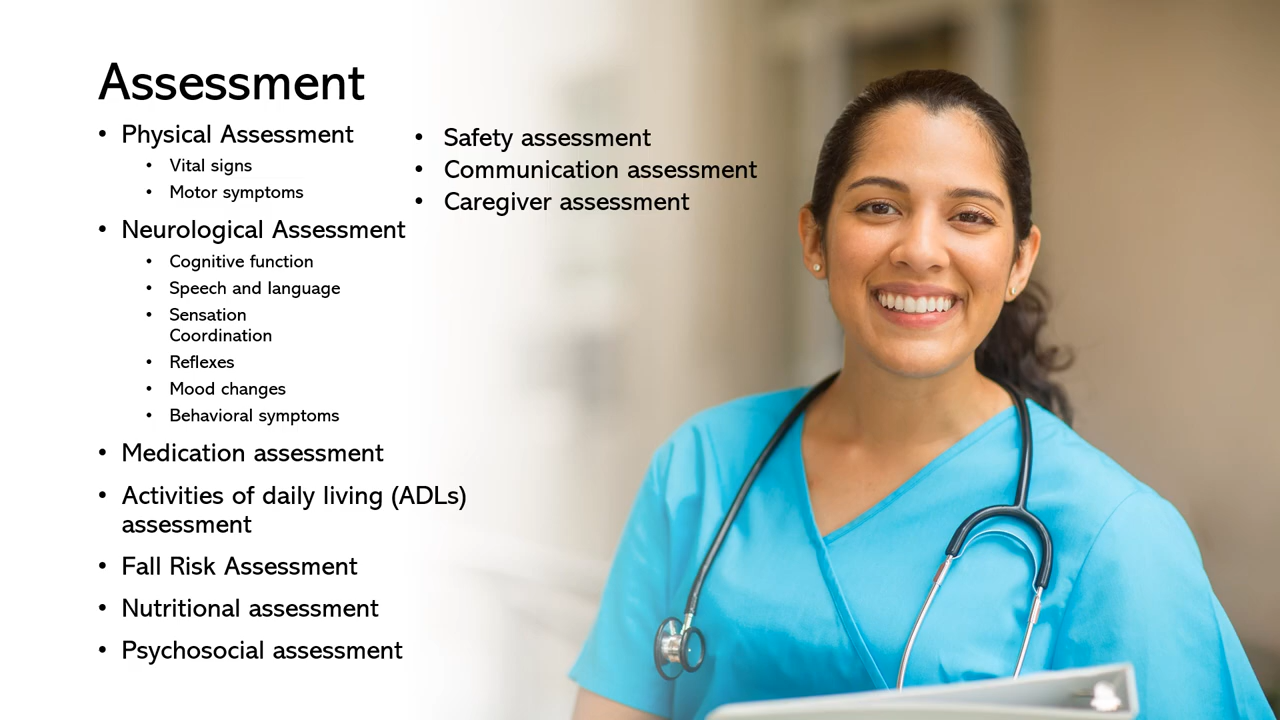 Assessment
• Physical Assessment
• Vital signs
• Motor symptoms
• Neurological Assessment
• Cognitive function
• Speech and language
• Sensation
Coordination
• Reflexes
• Mood changes
• Behavioral symptoms
• Medication assessment
• Activities of daily living (ADLs)
assessment
• Fall Risk Assessment
• Nutritional assessment
• Psychosocial assessment
• Safety assessment
• Communication assessment
• Caregiver assessment